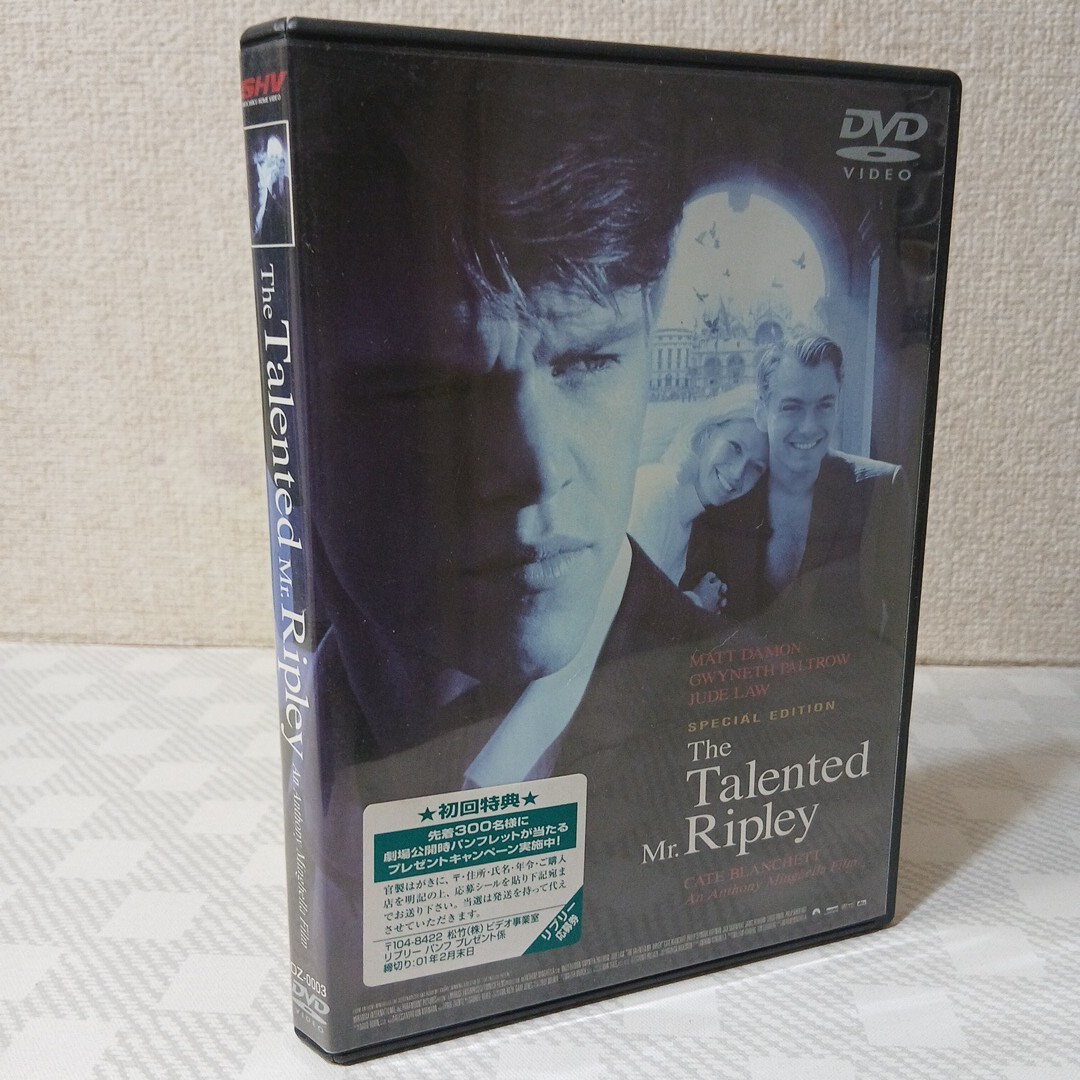 SHV
The Talented Mr. Ripley An Anthony Minghella Film
DZ-0003
DVD
VIDEO
DVD
VIDEO
MATT DAMON
GWYNETH PALTROW
JUDE LAW
SPECIAL EDITION
The
Talented
Mr. Ripley
CATE BLANCHETT
An Anthony Minghella Film
★初回特典★
先着300名様に
劇場公開時パンフレットが当たる
プレゼントキャンペーン実施中!
官製はがきに、〒・住所・氏名・年令・ご購入
店を明記の上、応募シールを貼り下記宛ま
でお送り下さい。当選は発送を持って代え
させていただきます。
〒104-8422 松竹(株)ビデオ事業室
リプリー パンフ プレゼント係
締切り:01年2月末日
リプリー
応募券